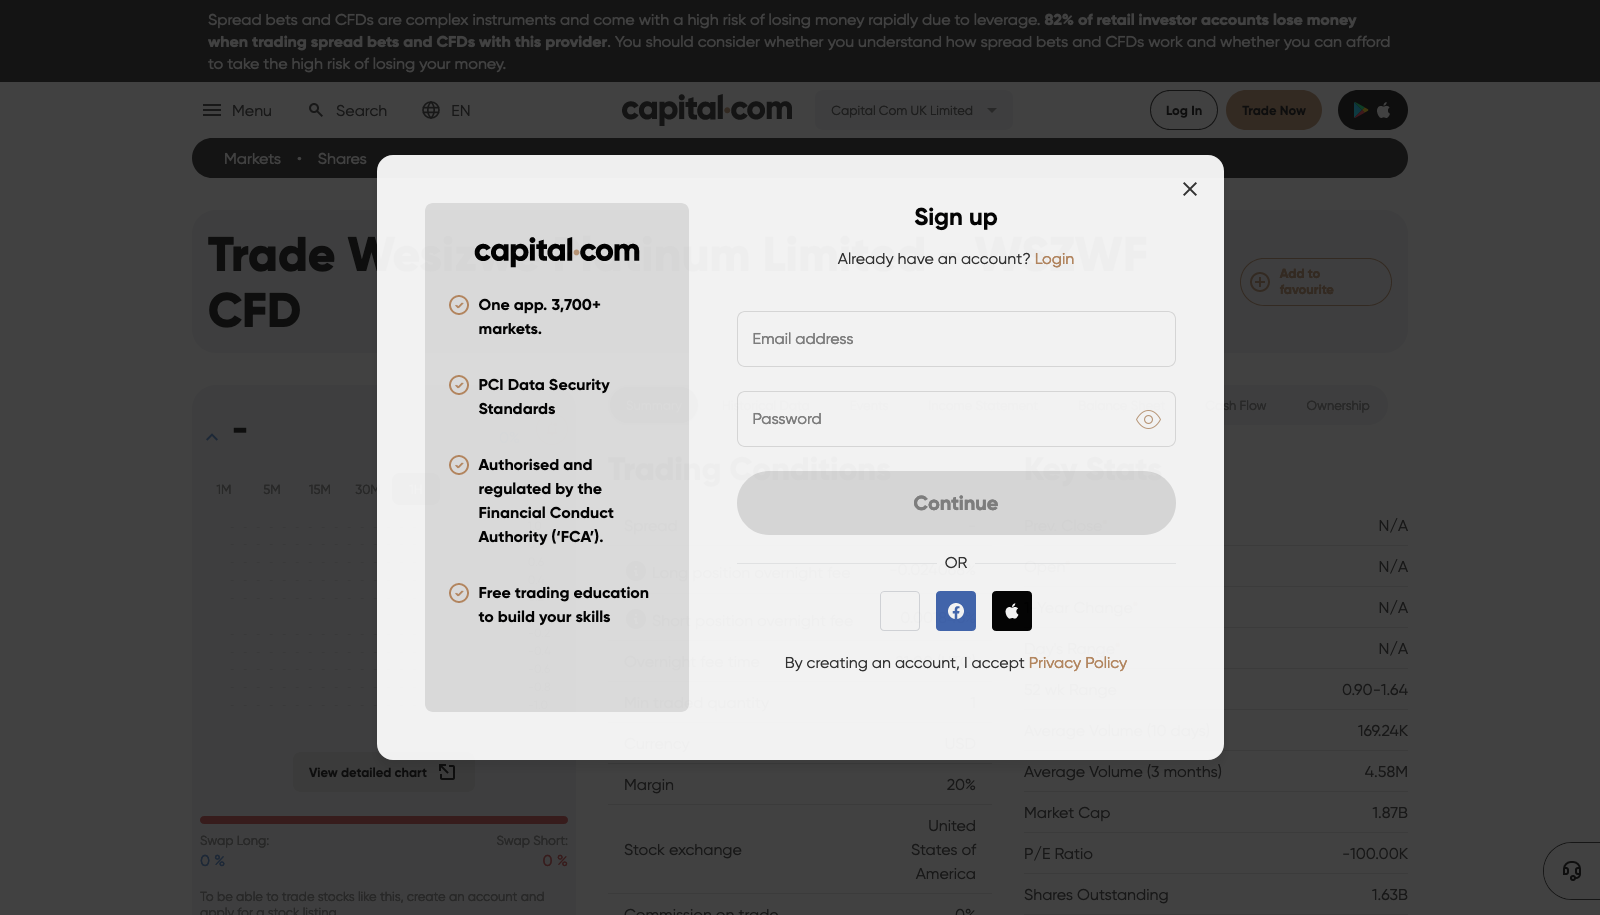 Spread bets and CFDs are complex instruments and come with a high risk of losing money rapidly due to leverage. 82% of retail investor accounts lose money
when trading spread bets and CFDs with this provider. You should consider whether you understand how spread bets and CFDs work and whether you can afford
to take the high risk of losing your money.
Menu
Search
EN
capital.com
Capital Com UK Limited
Log In
Trade Now
Markets • Shares
Trade Wesizwe Platinum Limited - WSZWF
CFD
Add to
favourite
Sign up
Already have an account? Login
capital.com
One app. 3,700+
markets.
PCI Data Security
Standards
Authorised and
regulated by the
Financial Conduct
Authority (‘FCA’).
Free trading education
to build your skills
Email address
Password
Continue
OR
By creating an account, I accept Privacy Policy
-
1M 5M 15M 30M
View detailed chart
Swap Long:
0 %
Swap Short:
0 %
To be able to trade stocks like this, create an account and
apply for a stock listing
Trading Conditions
Margin 20%
Stock exchange United States of America
Commission on trade 0%
Cash Flow
Ownership
Key Stats
N/A
N/A
N/A
N/A
0.90-1.64
169.24K
Average Volume (3 months) 4.58M
Market Cap 1.87B
P/E Ratio -100.00K
Shares Outstanding 1.63B